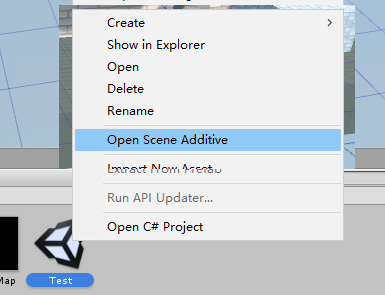 Create
Show in Explorer
Open
Delete
Rename
Open Scene Additive
Run API Updater...
Open C# Project
Map
Test